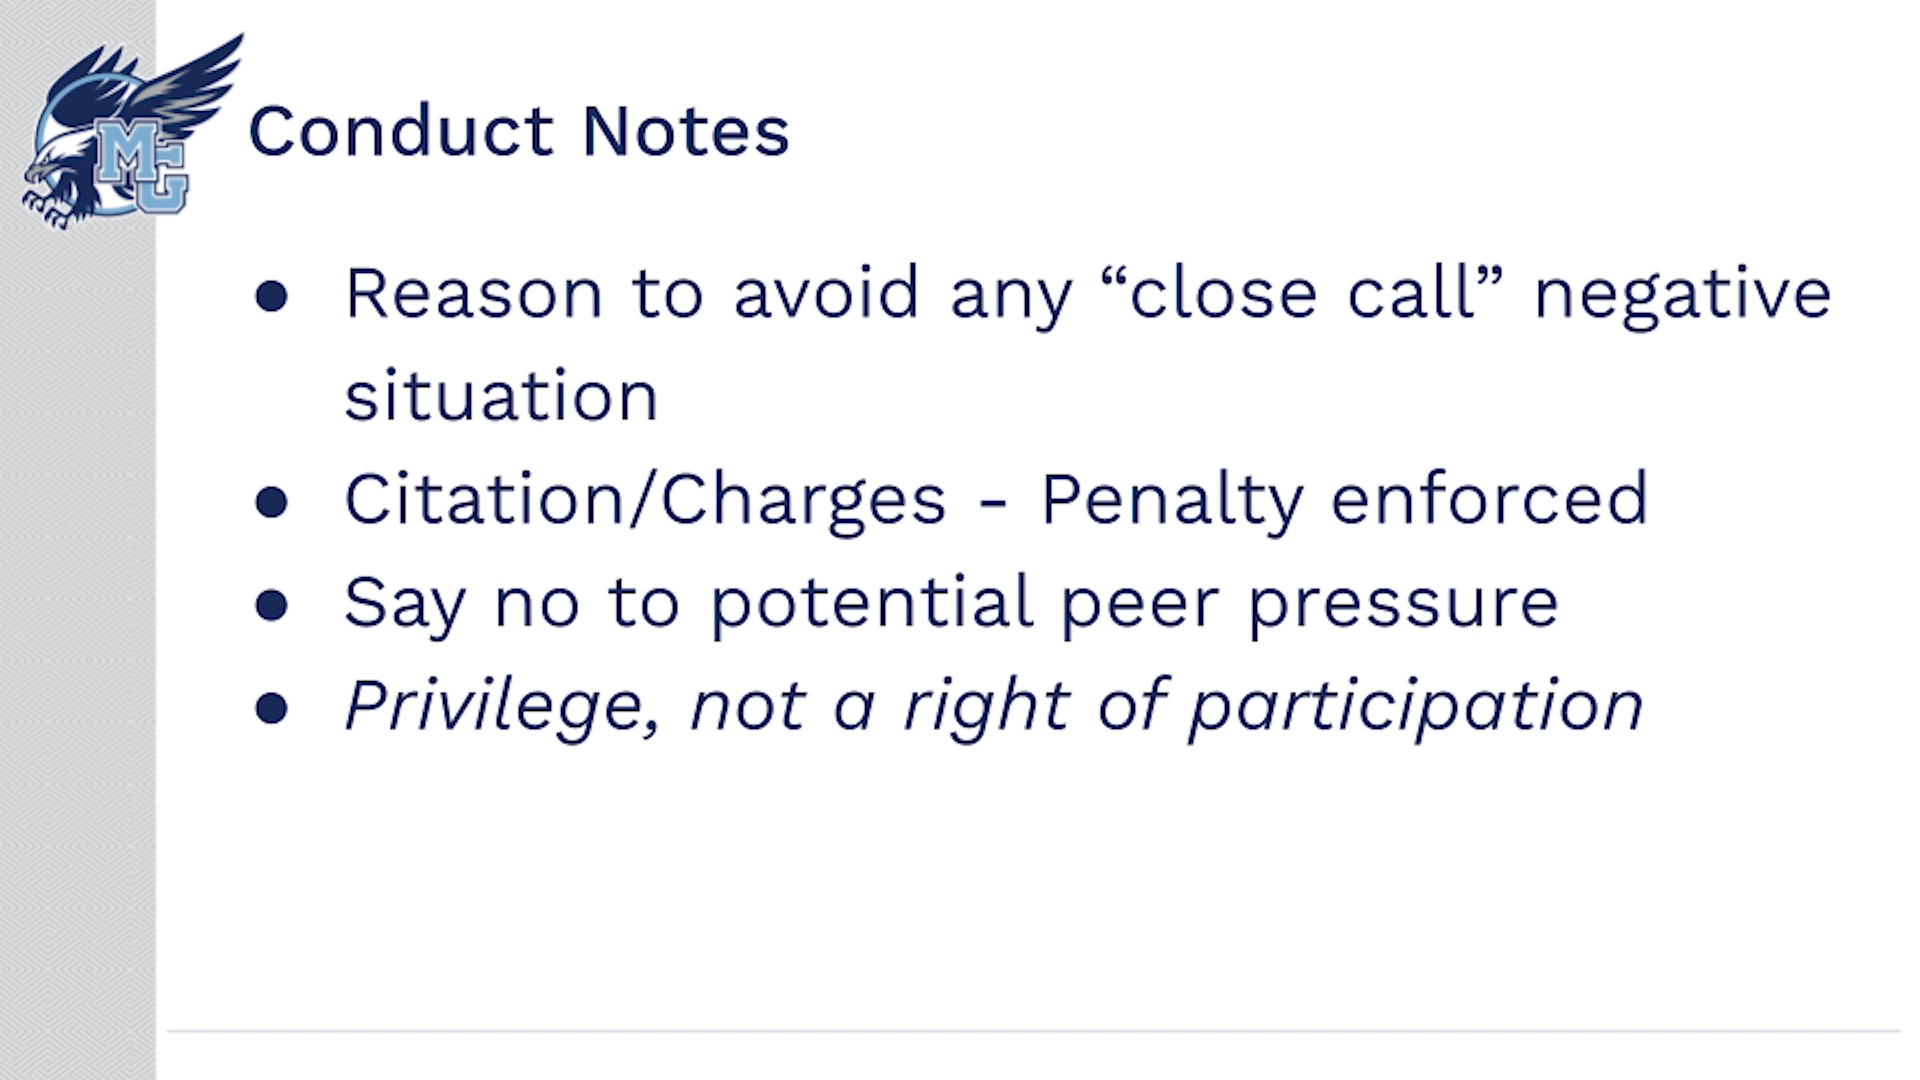 MG
Conduct Notes
● Reason to avoid any “close call” negative
situation
● Citation/Charges - Penalty enforced
● Say no to potential peer pressure
● Privilege, not a right of participation